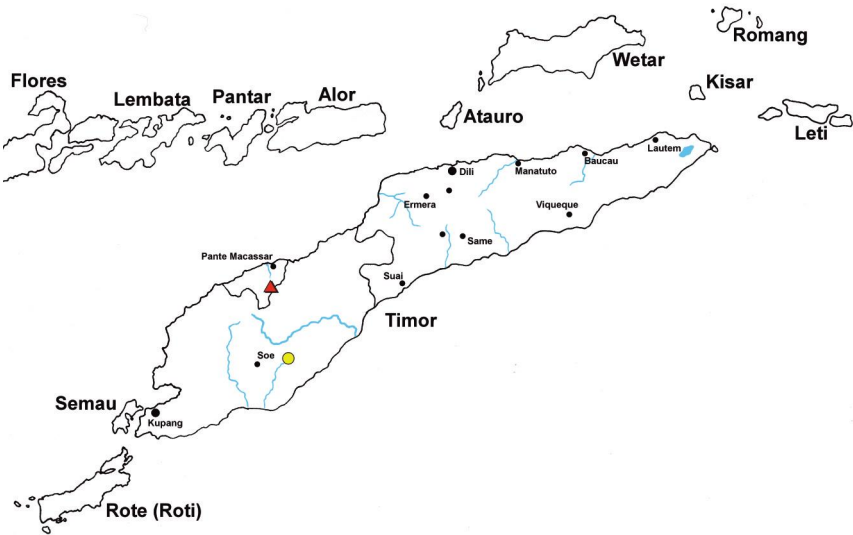 Romang
Wetar
Flores
Kisar
Lembata
Pantar
Alor
Atauro
Leti
Lautem
Baucau
Dili
Manatuto
Ermera
Viqueque
Same
Pante Macassar
Suai
Timor
Soe
Semau
Kupang
Rote (Roti)